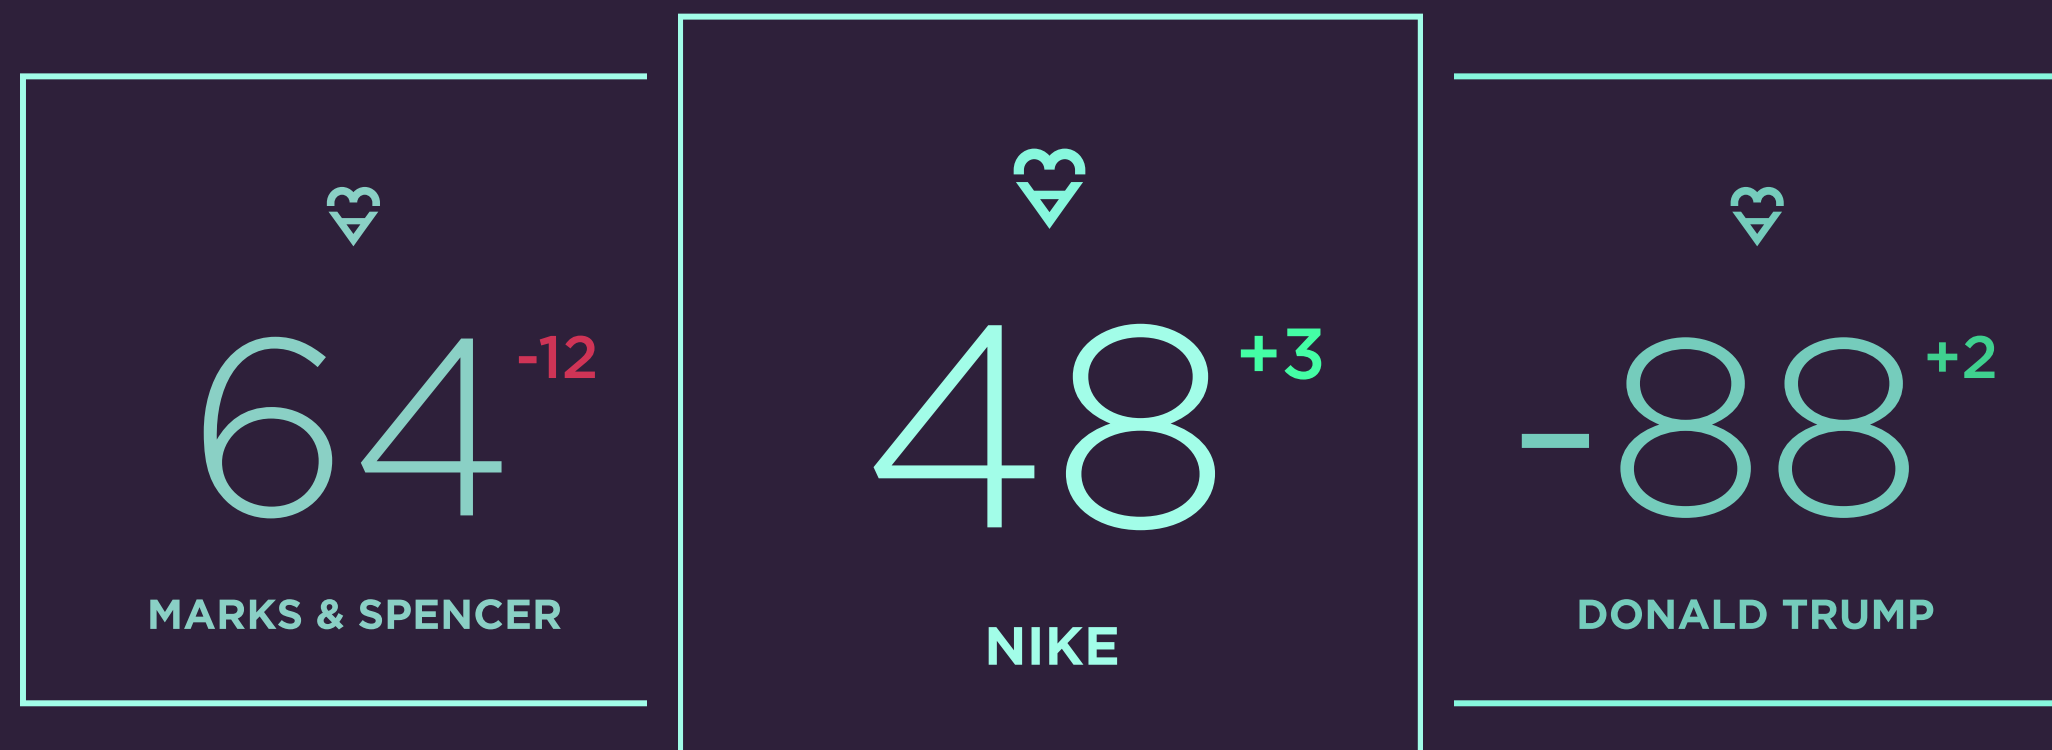 64 -12
MARKS & SPENCER
48 +3
NIKE
-88 +2
DONALD TRUMP